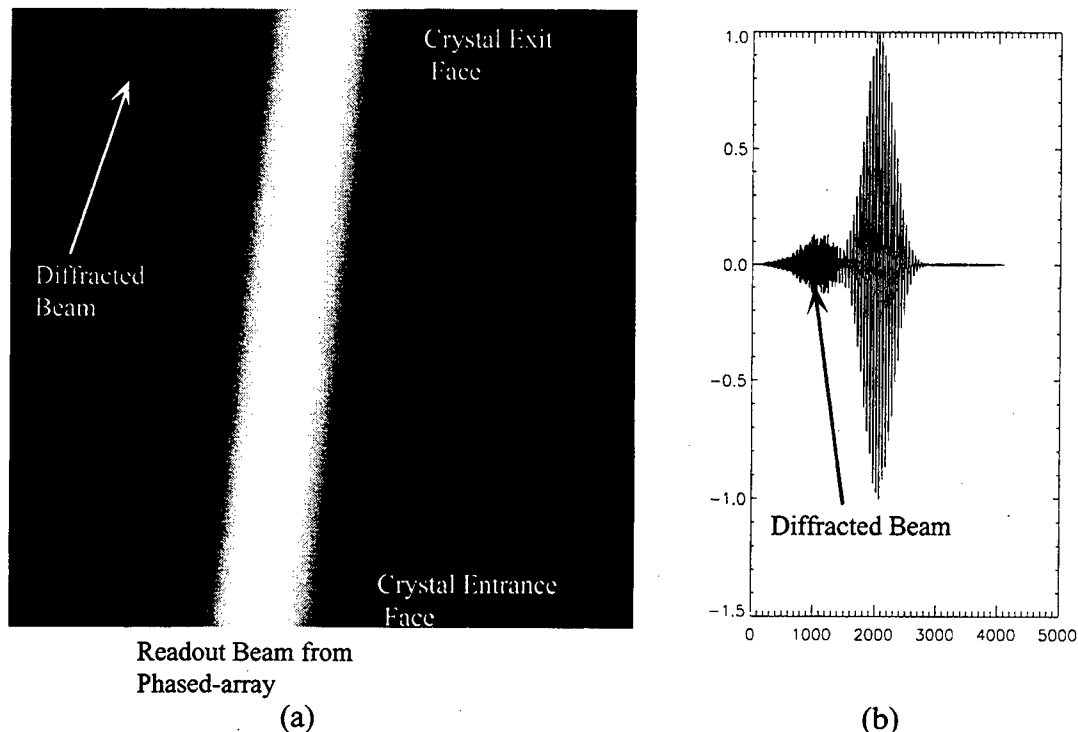 Crystal Exit
Face
Diffracted
Beam
Crystal Entrance
Face
Readout Beam from
Phased-array
(a)
1.0
0.5
0.0
-0.5
-1.0
-1.5
0
1000
2000
3000
4000
5000
Diffracted Beam
(b)